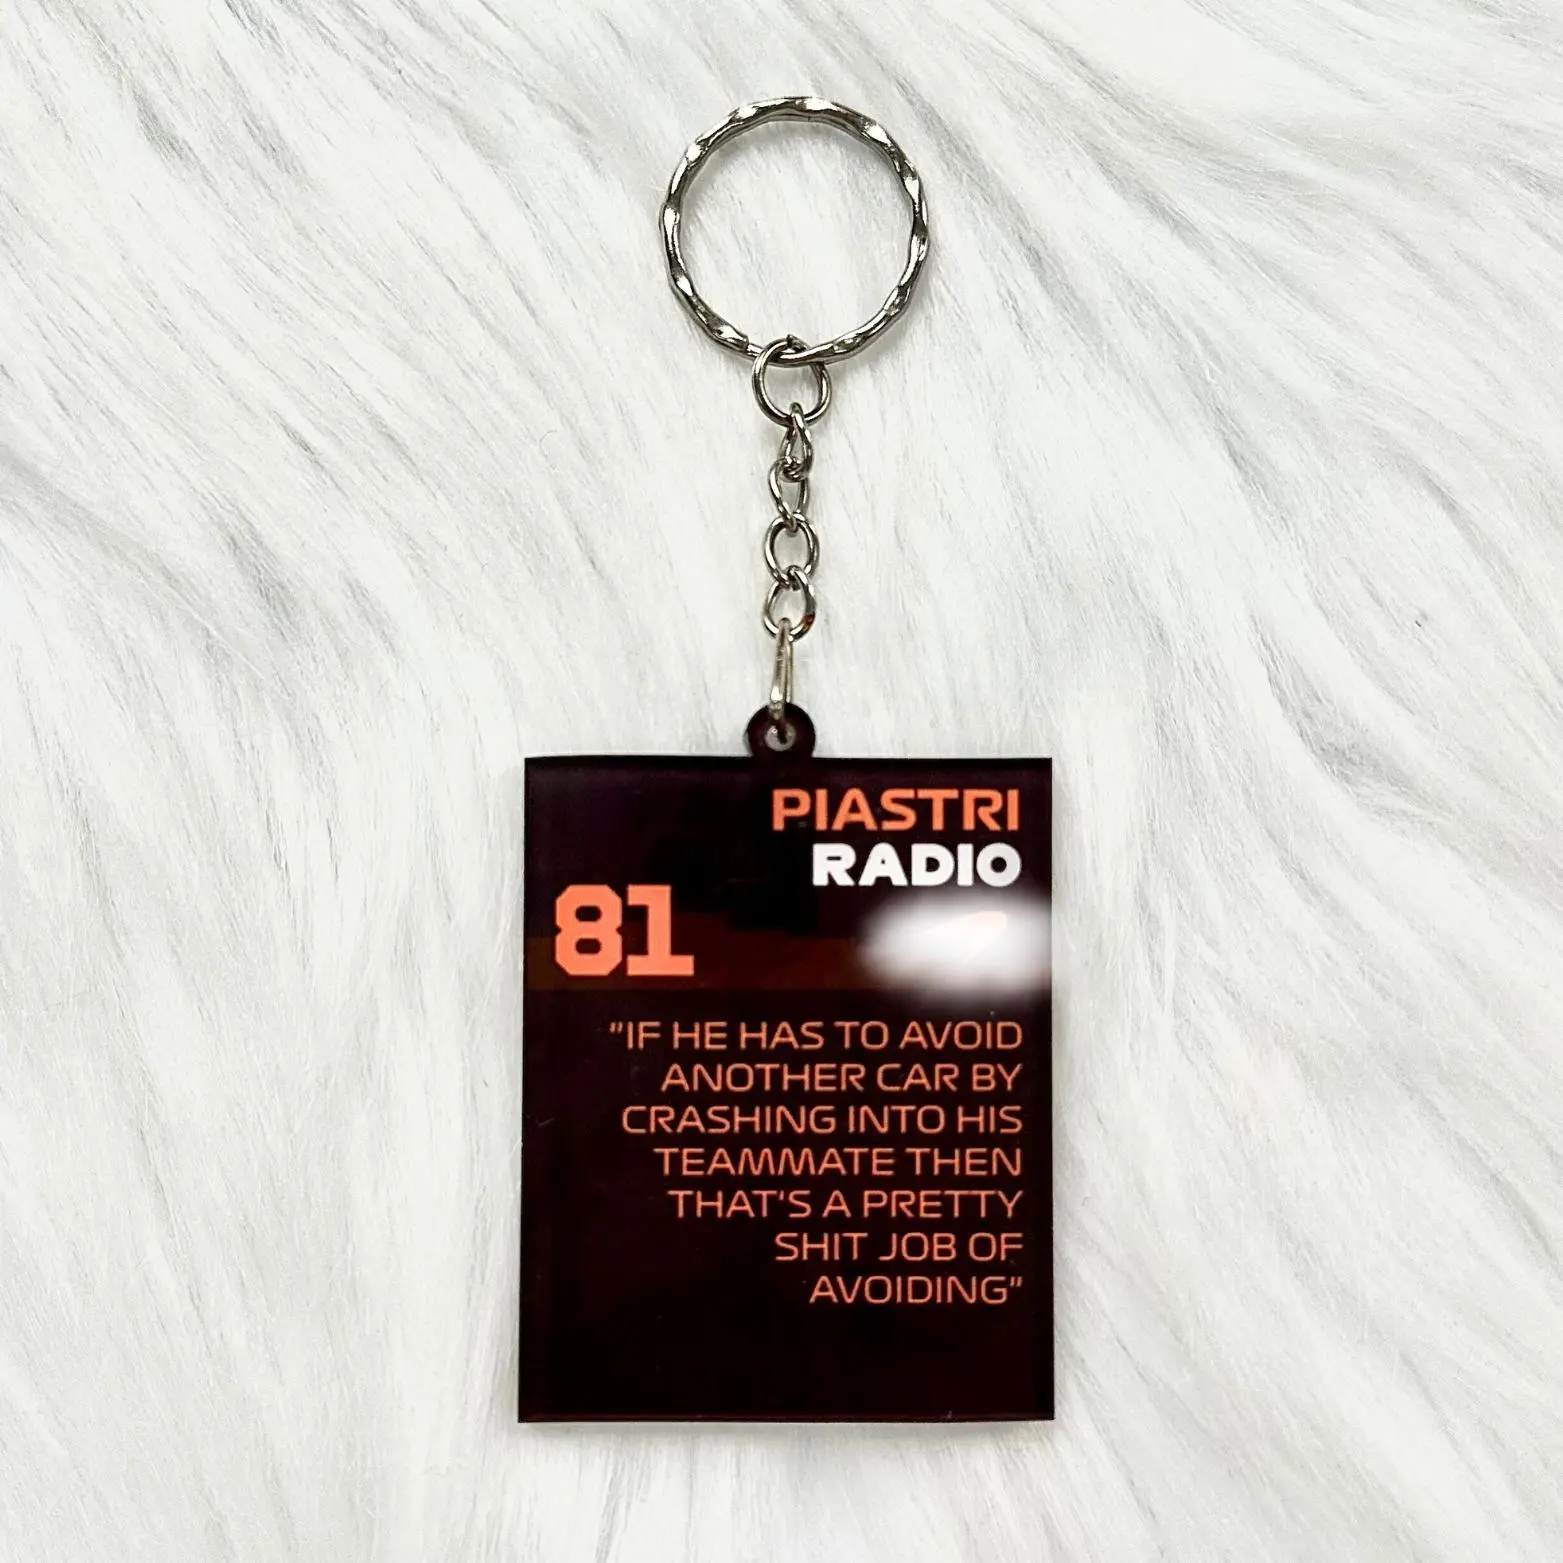 PIASTRI
RADIO
81
"IF HE HAS TO AVOID
ANOTHER CAR BY
CRASHING INTO HIS
TEAMMATE THEN
THAT'S A PRETTY
SHIT JOB OF
AVOIDING"